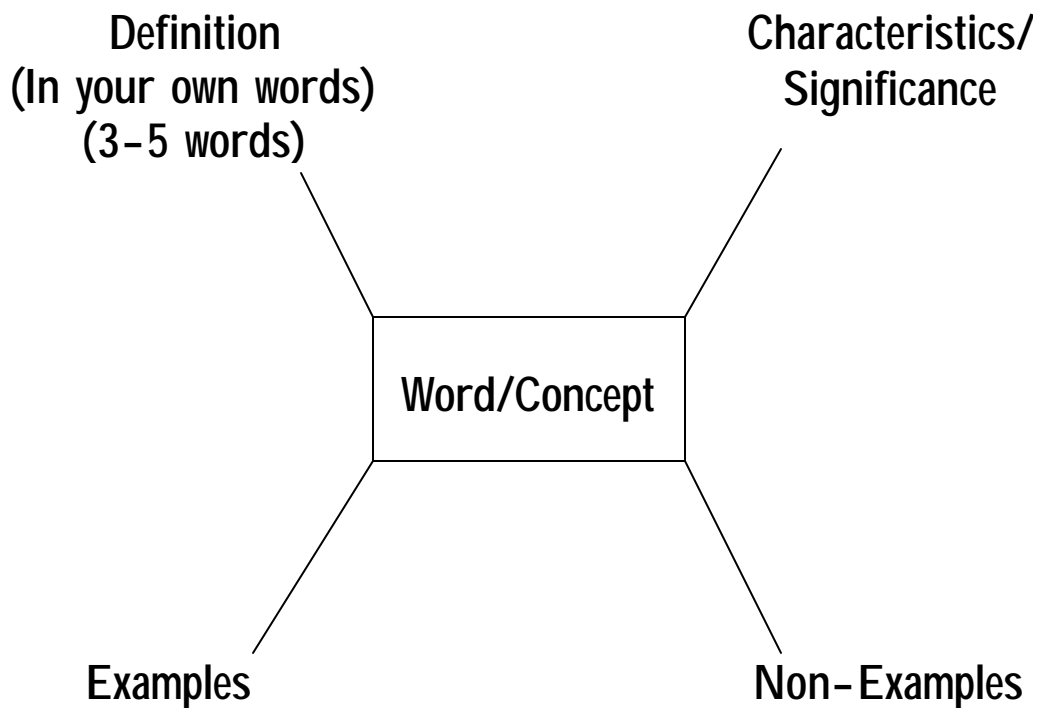 Definition
(In your own words)
(3-5 words)
Characteristics/
Significance
Word/Concept
Examples
Non-Examples